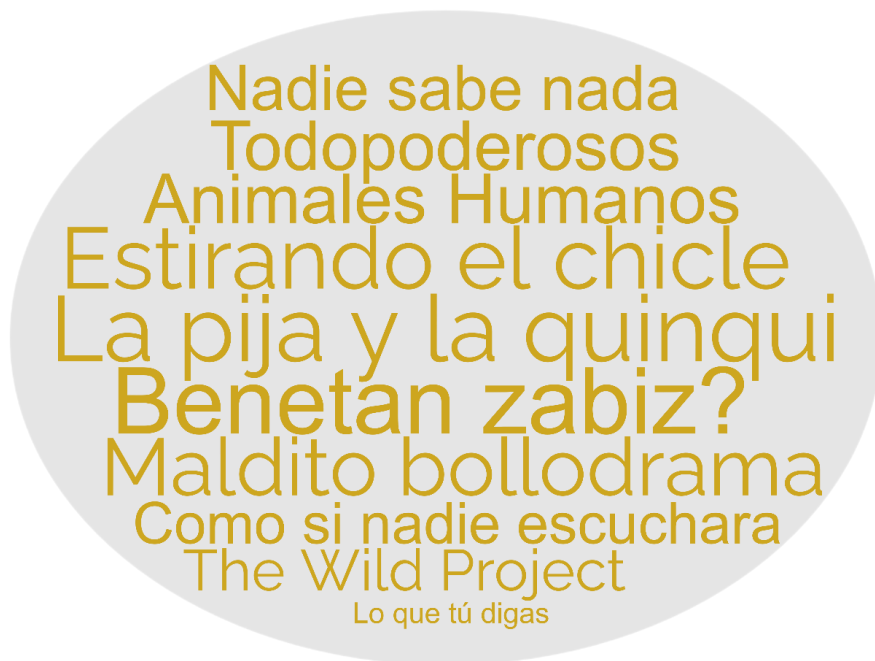 Nadie sabe nada
Todopoderosos
Animales Humanos
Estirando el chicle
La pija y la quinqui
Benetan zabiz?
Maldito bollodrama
Como si nadie escuchara
The Wild Project
Lo que tú digas